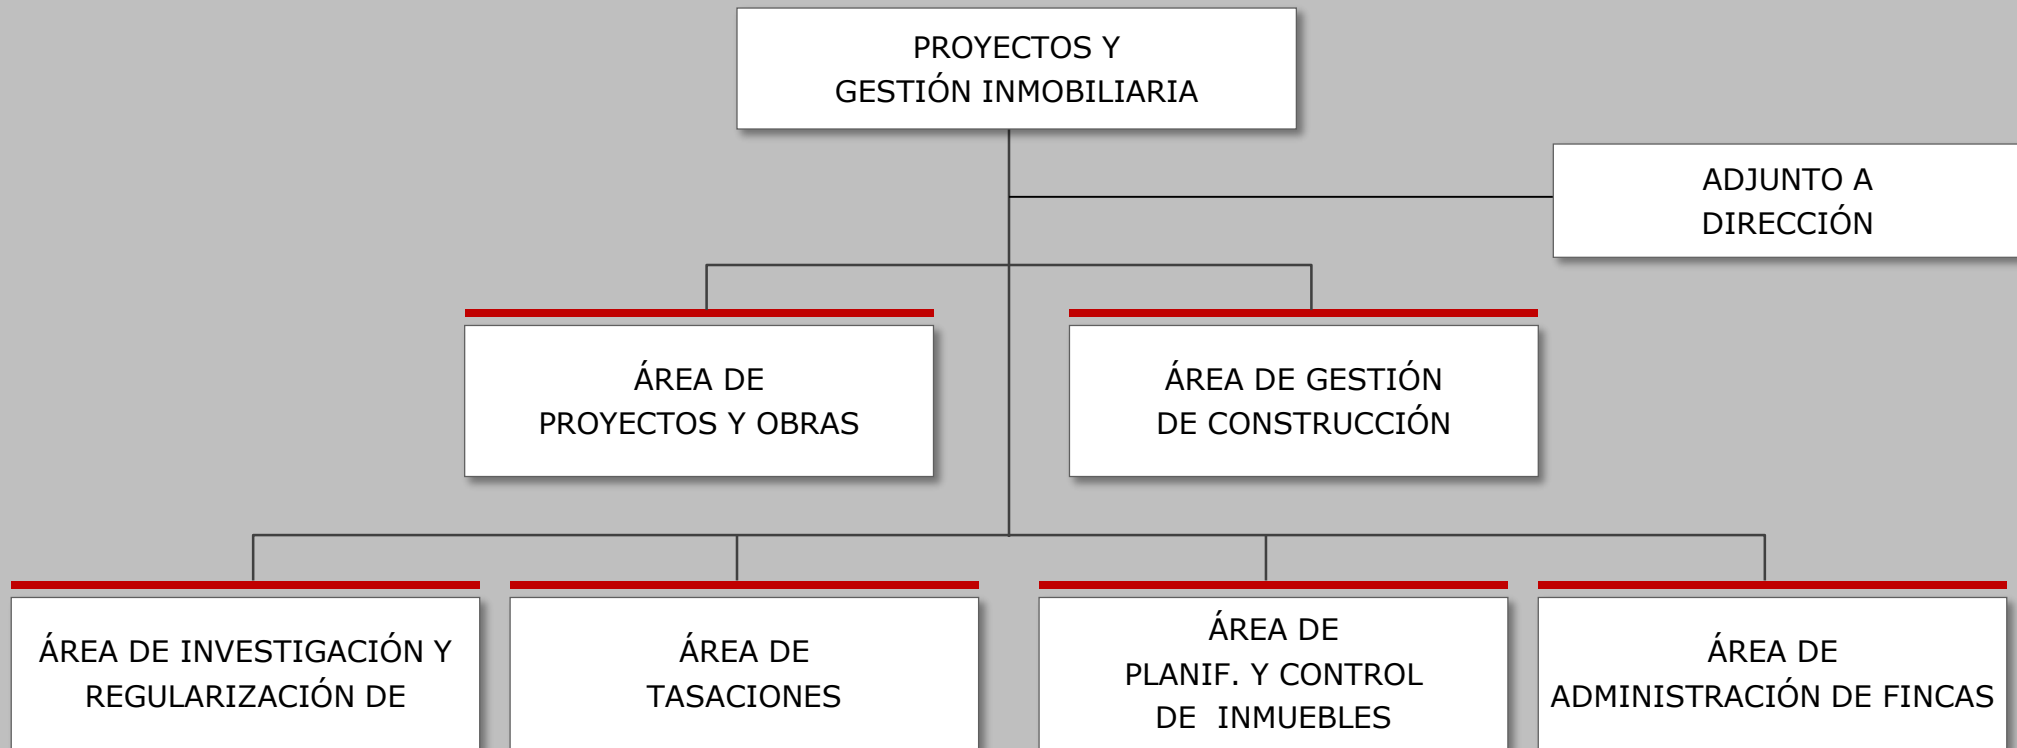 PROYECTOS Y
GESTIÓN INMOBILIARIA
ADJUNTO A
DIRECCIÓN
ÁREA DE
PROYECTOS Y OBRAS
ÁREA DE GESTIÓN
DE CONSTRUCCIÓN
ÁREA DE INVESTIGACIÓN Y
REGULARIZACIÓN DE
ÁREA DE
TASACIONES
ÁREA DE
PLANIF. Y CONTROL
DE INMUEBLES
ÁREA DE
ADMINISTRACIÓN DE FINCAS